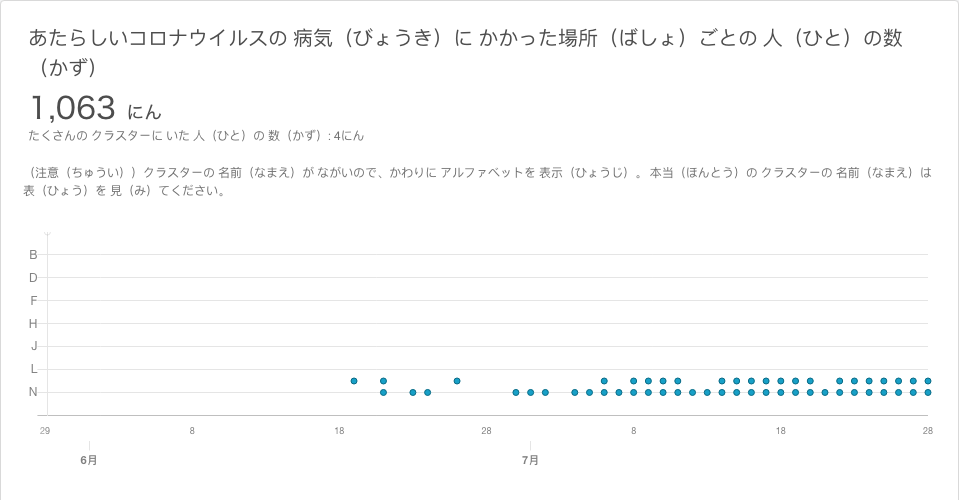 あたらしいコロナウイルスの 病気（びょうき）に かかった場所（ばしょ）ごとの 人（ひと）の数
（かず）
1,063 にん
たくさんの クラスターに いた 人（ひと）の 数（かず）: 4にん
（注意（ちゅうい））クラスターの 名前（なまえ）が ながいので、かわりに アルファベットを 表示（ひょうじ）。 本当（ほんとう）の クラスターの 名前（なまえ）は
表（ひょう）を 見（み）てください。
B
D
F
H
J
L
N
29 8 18 28 8 18 28
6月 7月